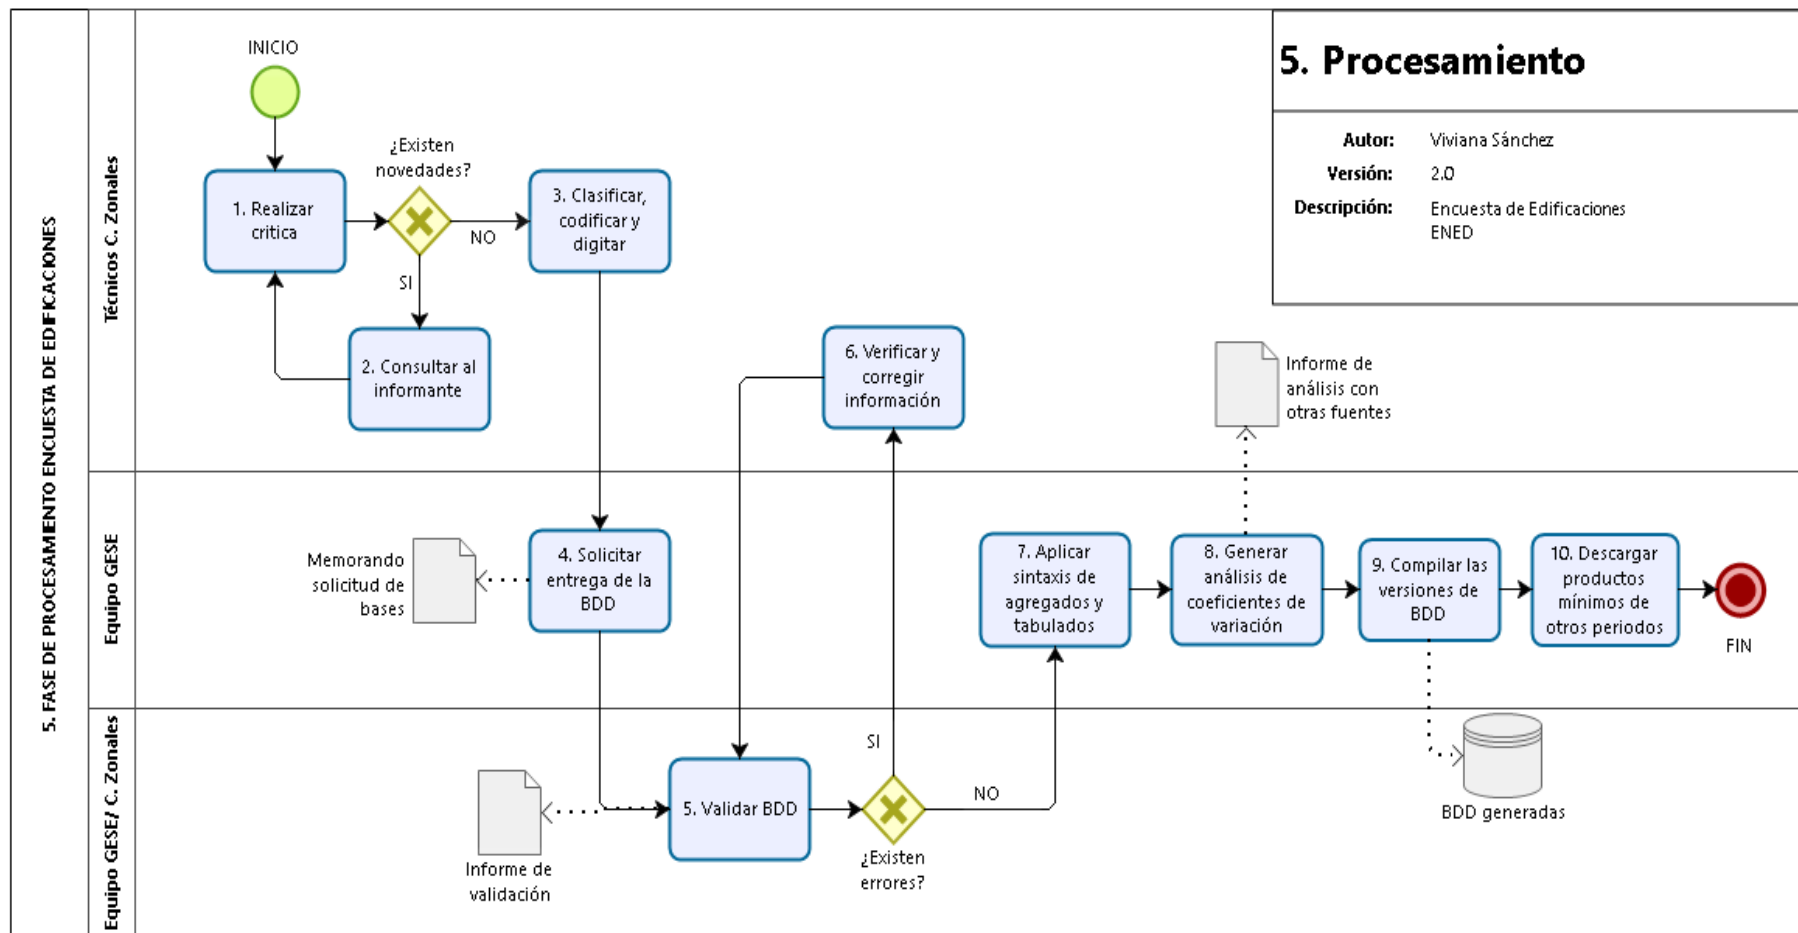 5. FASE DE PROCESAMIENTO ENCUESTA DE EDIFICACIONES
Técnicos C. Zonales
Equipo GESE
Equipo GESE/ C. Zonales
5. Procesamiento
Autor: Viviana Sánchez
Versión: 2.0
Descripción: Encuesta de Edificaciones
ENED
INICIO
1. Realizar
critica
¿Existen
novedades?
NO
SI
2. Consultar al
informante
3. Clasificar,
codificar y
digitar
4. Solicitar
entrega de la
BDD
Memorando
solicitud de
bases
5. Validar BDD
Informe de
validación
¿Existen
errores?
SI
NO
6. Verificar y
corregir
información
7. Aplicar
sintaxis de
agregados y
tabulados
8. Generar
análisis de
coeficientes de
variación
Informe de
análisis con
otras fuentes
9. Compilar las
versiones de
BDD
BDD generadas
10. Descargar
productos
mínimos de
otros periodos
FIN